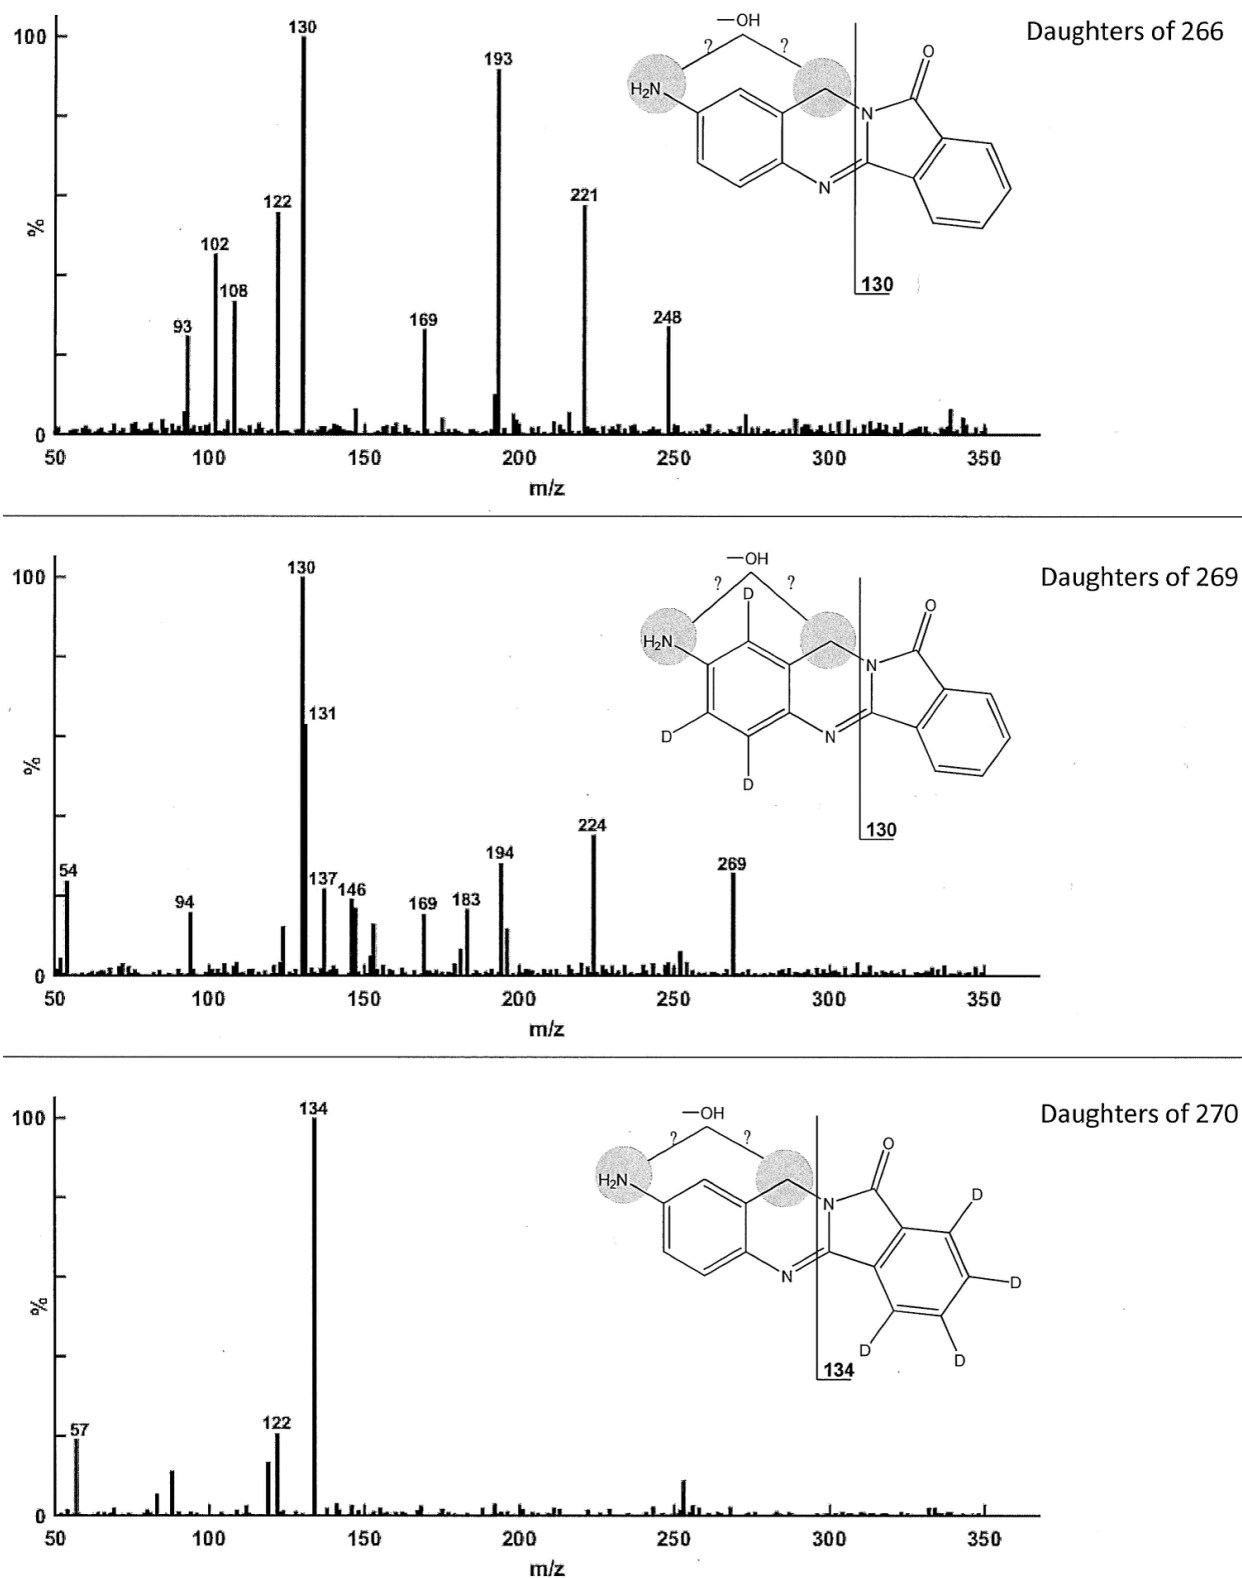 Daughters of 266
100
%
0
93
102
108
122
130
169
193
221
248
50 100 150 200 250 300 350
m/z
—OH
? ?
H₂N
N
N
O
130
Daughters of 269
100
%
0
54
94
130
131
137
146
169
183
194
224
269
50 100 150 200 250 300 350
m/z
—OH
? ?
D
H₂N
N
N
O
D
D
130
Daughters of 270
100
%
0
57
122
134
50 100 150 200 250 300 350
m/z
—OH
? ?
H₂N
N
N
O
D
D
D
D
134